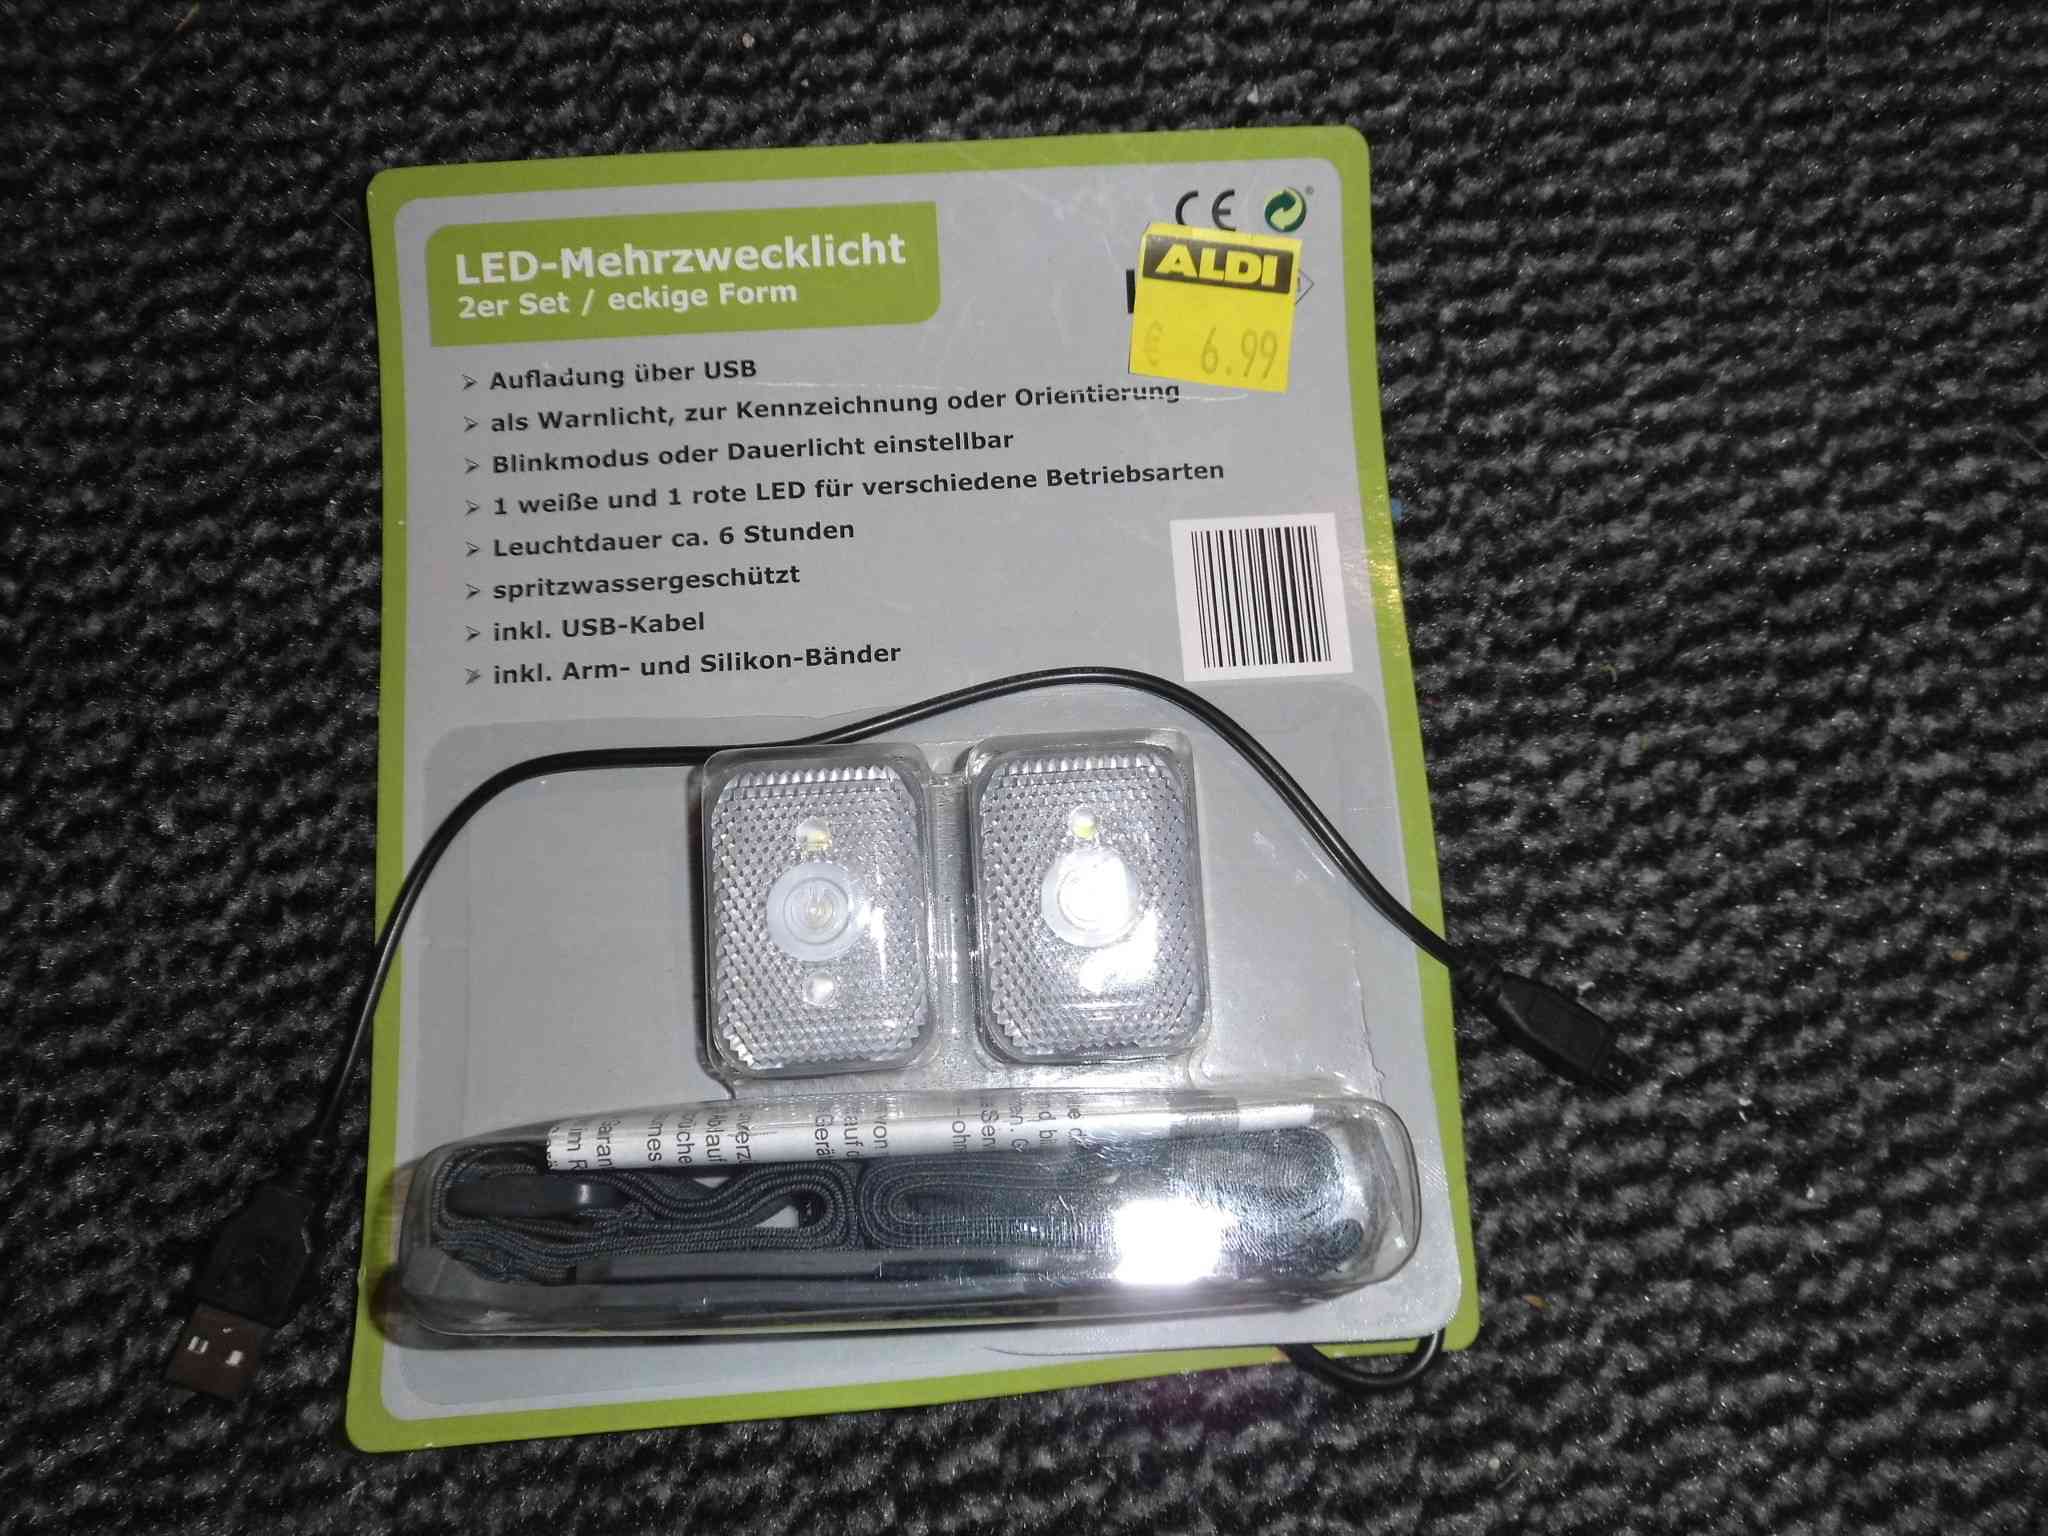 LED-Mehrzwecklicht
2er Set / eckige Form
CE
ALDI
€ 6.99
➢ Aufladung über USB
➢ als Warnlicht, zur Kennzeichnung oder Orientierung
➢ Blinkmodus oder Dauerlicht einstellbar
➢ 1 weiße und 1 rote LED für verschiedene Betriebsarten
➢ Leuchtdauer ca. 6 Stunden
➢ spritzwassergeschützt
➢ inkl. USB-Kabel
➢ inkl. Arm- und Silikon-Bänder